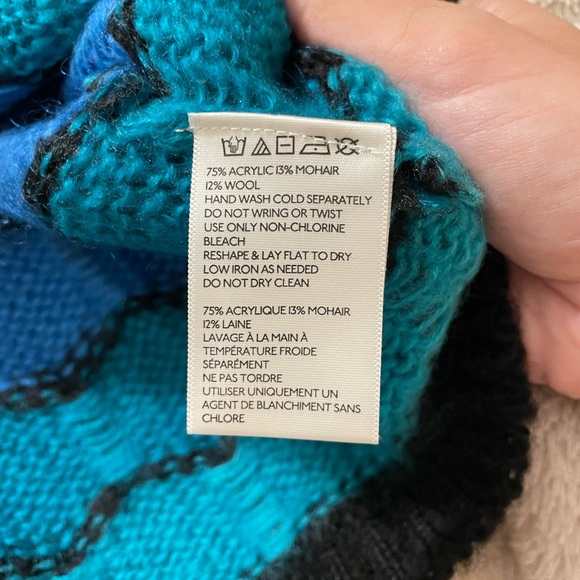 75% ACRYLIC 13% MOHAIR
12% WOOL
HAND WASH COLD SEPARATELY
DO NOT WRING OR TWIST
USE ONLY NON-CHLORINE
BLEACH
RESHAPE & LAY FLAT TO DRY
LOW IRON AS NEEDED
DO NOT DRY CLEAN
75% ACRYLIQUE 13% MOHAIR
12% LAINE
LAVAGE À LA MAIN À
TEMPÉRATURE FROIDE
SÉPARÉMENT
NE PAS TORDRE
UTILISER UNIQUEMENT UN
AGENT DE BLANCHIMENT SANS
CHLORE